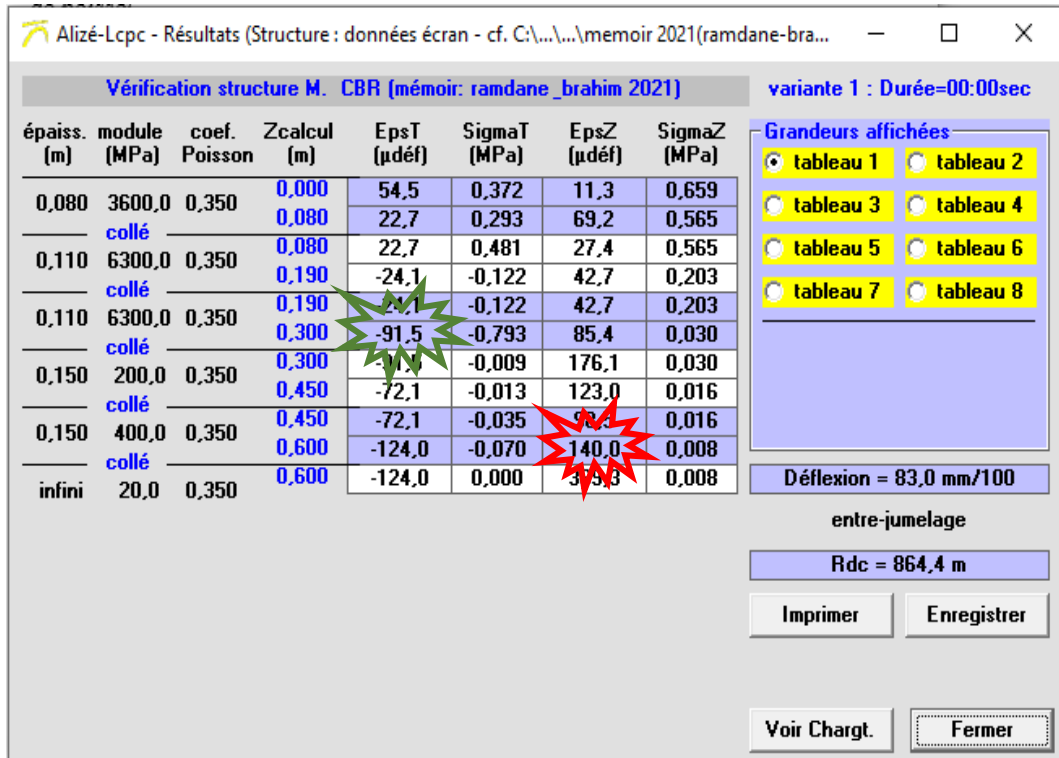 Alizé-Lcpc - Résultats (Structure : données écran - cf. C:\...\...\memoir 2021(ramdane-bra...
Vérification structure M. CBR (mémoir: ramdane_brahim 2021) variante 1 : Durée=00:00sec
épaiss. module coef. Zcalcul EpsT SigmaT EpsZ SigmaZ
(m) (MPa) Poisson (m) (µdéf) (MPa) (µdéf) (MPa)
Grandeurs affichées
tableau 1 tableau 2
tableau 3 tableau 4
tableau 5 tableau 6
tableau 7 tableau 8
0,000 54,5 0,372 11,3 0,659
0,080 3600,0 0,350
0,080 22,7 0,293 69,2 0,565
collé
0,080 22,7 0,481 27,4 0,565
0,110 6300,0 0,350
0,190 -24,1 -0,122 42,7 0,203
collé
0,190 -24,1 -0,122 42,7 0,203
0,110 6300,0 0,350
0,300 -91,5 -0,793 85,4 0,030
collé
0,300 -91,5 -0,009 176,1 0,030
0,150 200,0 0,350
0,450 -72,1 -0,013 123,0 0,016
collé
0,450 -72,1 -0,035 0,016
0,150 400,0 0,350
0,600 -124,0 -0,070 140,0 0,008
collé
0,600 -124,0 0,000 0,008
infini 20,0 0,350
Déflexion = 83,0 mm/100
entre-jumelage
Rdc = 864,4 m
Imprimer Enregistrer
Voir Chargt. Fermer